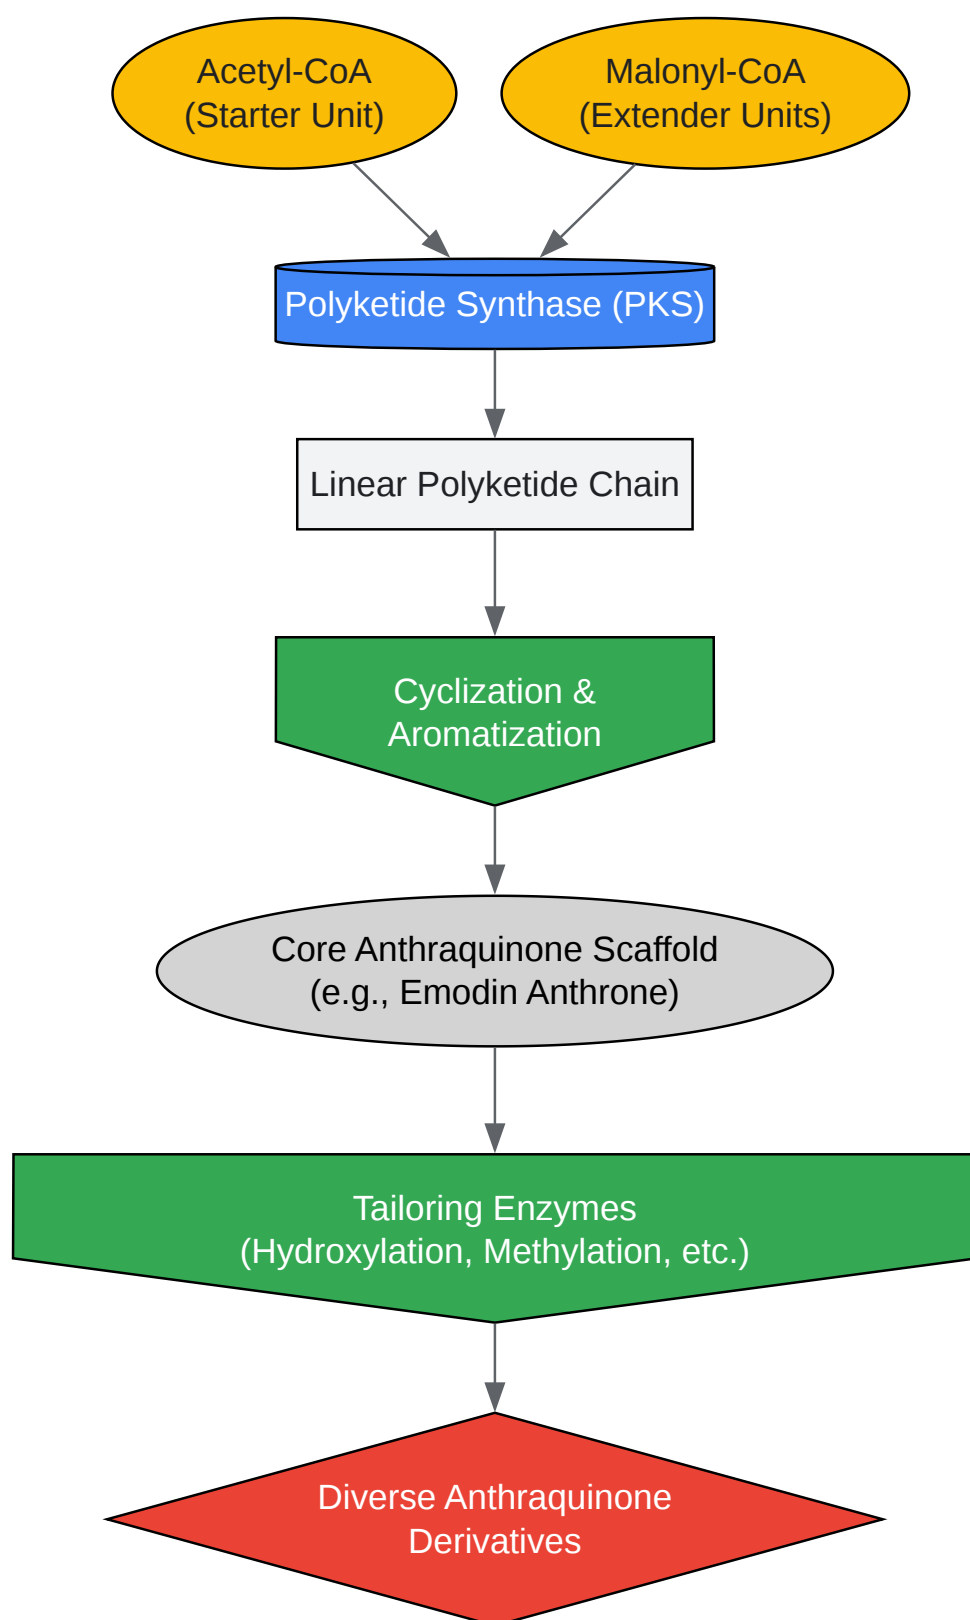 Acetyl-CoA
(Starter Unit)
Malonyl-CoA
(Extender Units)
Polyketide Synthase (PKS)
Linear Polyketide Chain
Cyclization &
Aromatization
Core Anthraquinone Scaffold
(e.g., Emodin Anthrone)
Tailoring Enzymes
(Hydroxylation, Methylation, etc.)
Diverse Anthraquinone
Derivatives